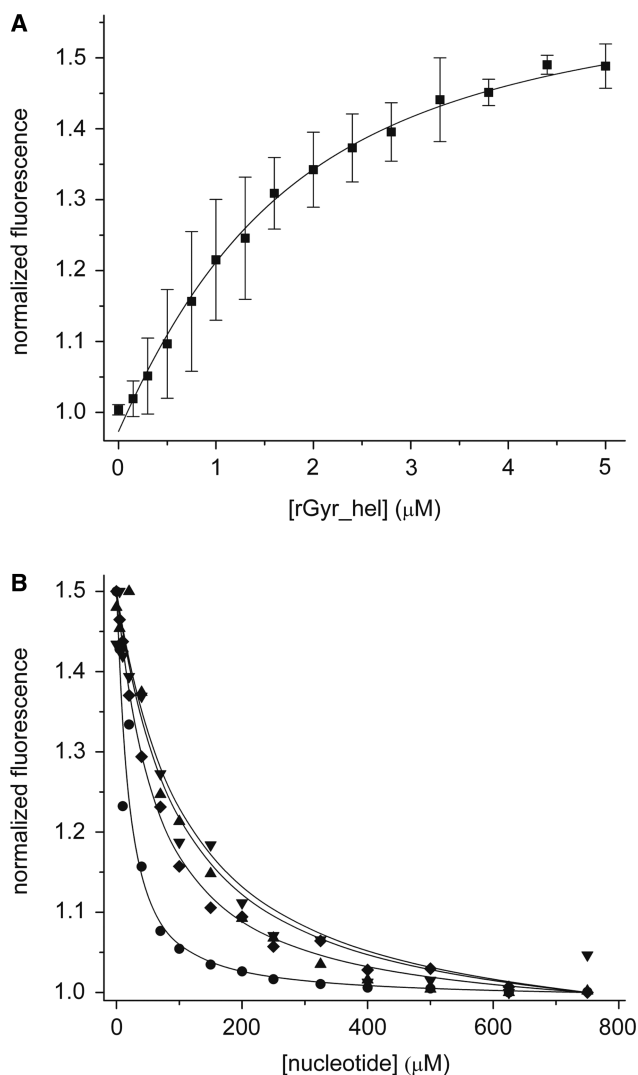 A
1.5
1.4
1.3
1.2
1.1
1.0
normalized fluorescence
0 1 2 3 4 5
[rGyr_hel] (μM)
B
1.5
1.4
1.3
1.2
1.1
1.0
normalized fluorescence
0 200 400 600 800
[nucleotide] (μM)